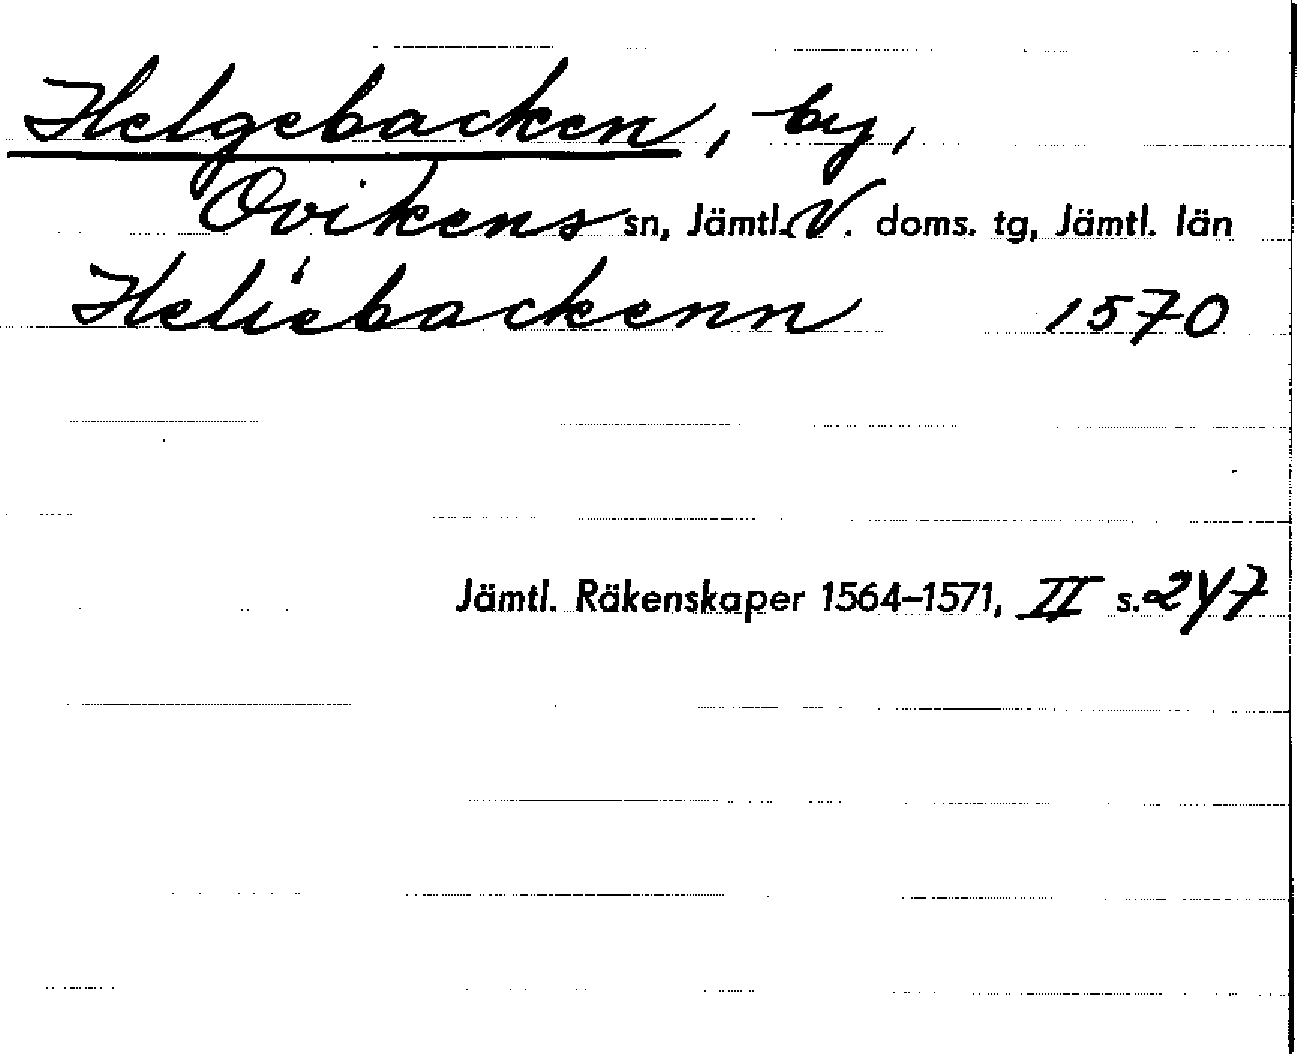 Helgebacken, by,
Ovikens sn, Jämtl. V. doms. tg, Jämtl. län
Heliebackenn 1570
Jämtl. Räkenskaper 1564-1571, II s. 247